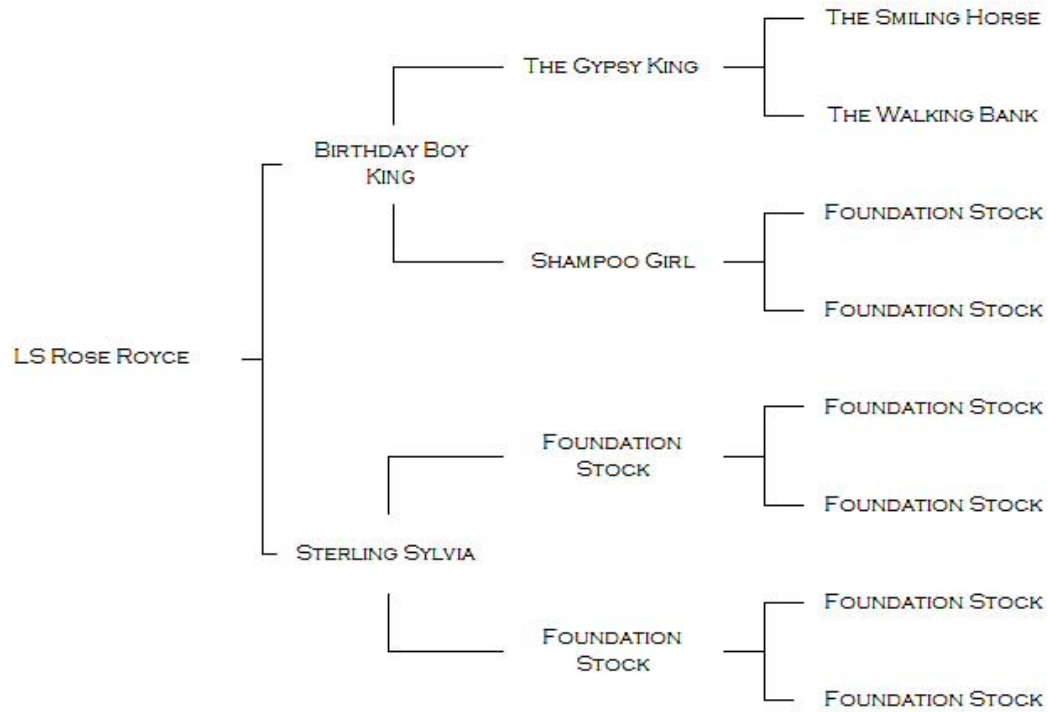 The Smiling Horse
The Gypsy King
The Walking Bank
Birthday Boy
King
Foundation Stock
Shampoo Girl
Foundation Stock
LS Rose Royce
Foundation Stock
Foundation
Stock
Foundation Stock
Sterling Sylvia
Foundation Stock
Foundation
Stock
Foundation Stock